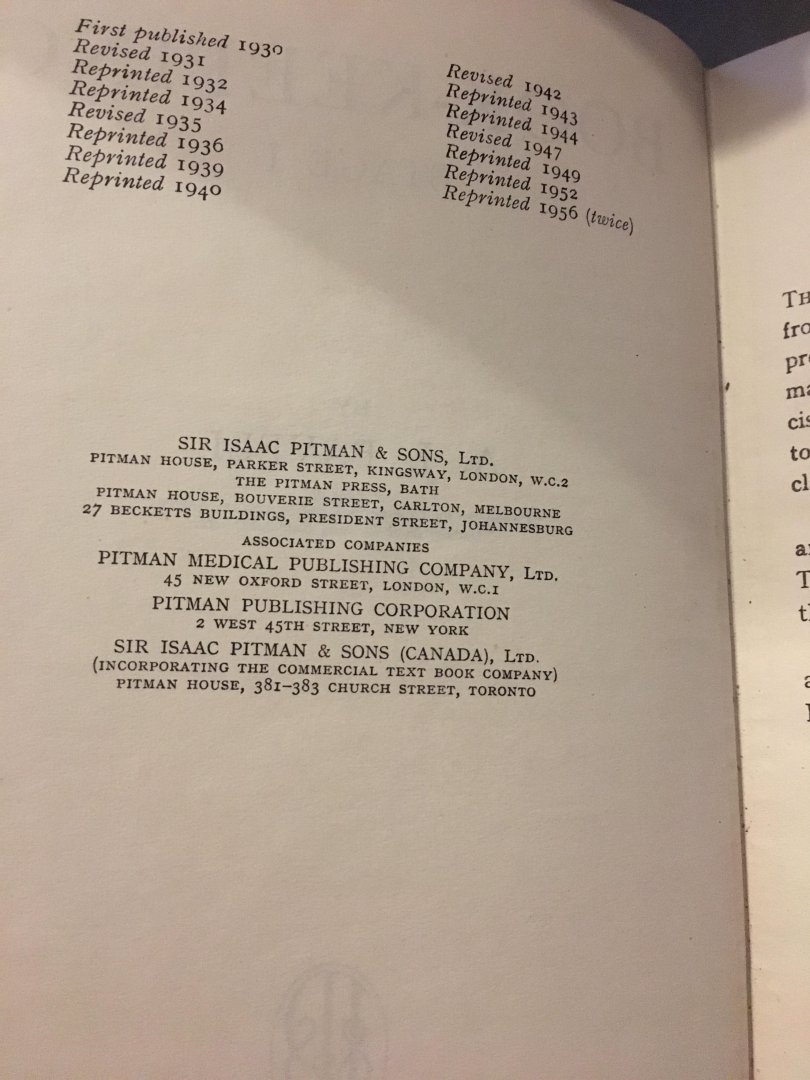 First published 1930
Revised 1931
Reprinted 1932
Reprinted 1934
Revised 1935
Reprinted 1936
Reprinted 1939
Reprinted 1940
Revised 1942
Reprinted 1943
Reprinted 1944
Revised 1947
Reprinted 1949
Reprinted 1952
Reprinted 1956 (twice)
SIR ISAAC PITMAN & SONS, LTD.
PITMAN HOUSE, PARKER STREET, KINGSWAY, LONDON, W.C.2
THE PITMAN PRESS, BATH
PITMAN HOUSE, BOUVERIE STREET, CARLTON, MELBOURNE
27 BECKETTS BUILDINGS, PRESIDENT STREET, JOHANNESBURG
ASSOCIATED COMPANIES
PITMAN MEDICAL PUBLISHING COMPANY, LTD.
45 NEW OXFORD STREET, LONDON, W.C.1
PITMAN PUBLISHING CORPORATION
2 WEST 45TH STREET, NEW YORK
SIR ISAAC PITMAN & SONS (CANADA), LTD.
(INCORPORATING THE COMMERCIAL TEXT BOOK COMPANY)
PITMAN HOUSE, 381–383 CHURCH STREET, TORONTO